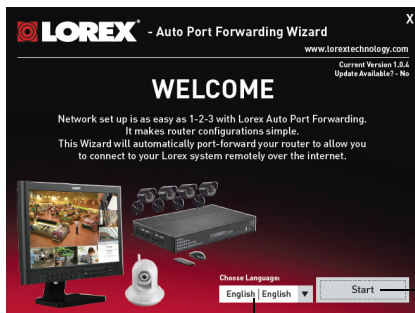 LOREX - Auto Port Forwarding Wizard
X
www.lorextechnology.com
Current Version 1.0.4
Update Available? - No
WELCOME
Network set up is as easy as 1-2-3 with Lorex Auto Port Forwarding.
It makes router configurations simple.
This Wizard will automatically port-forward your router to allow you
to connect to your Lorex system remotely over the internet.
Choose Language:
English | English
Start